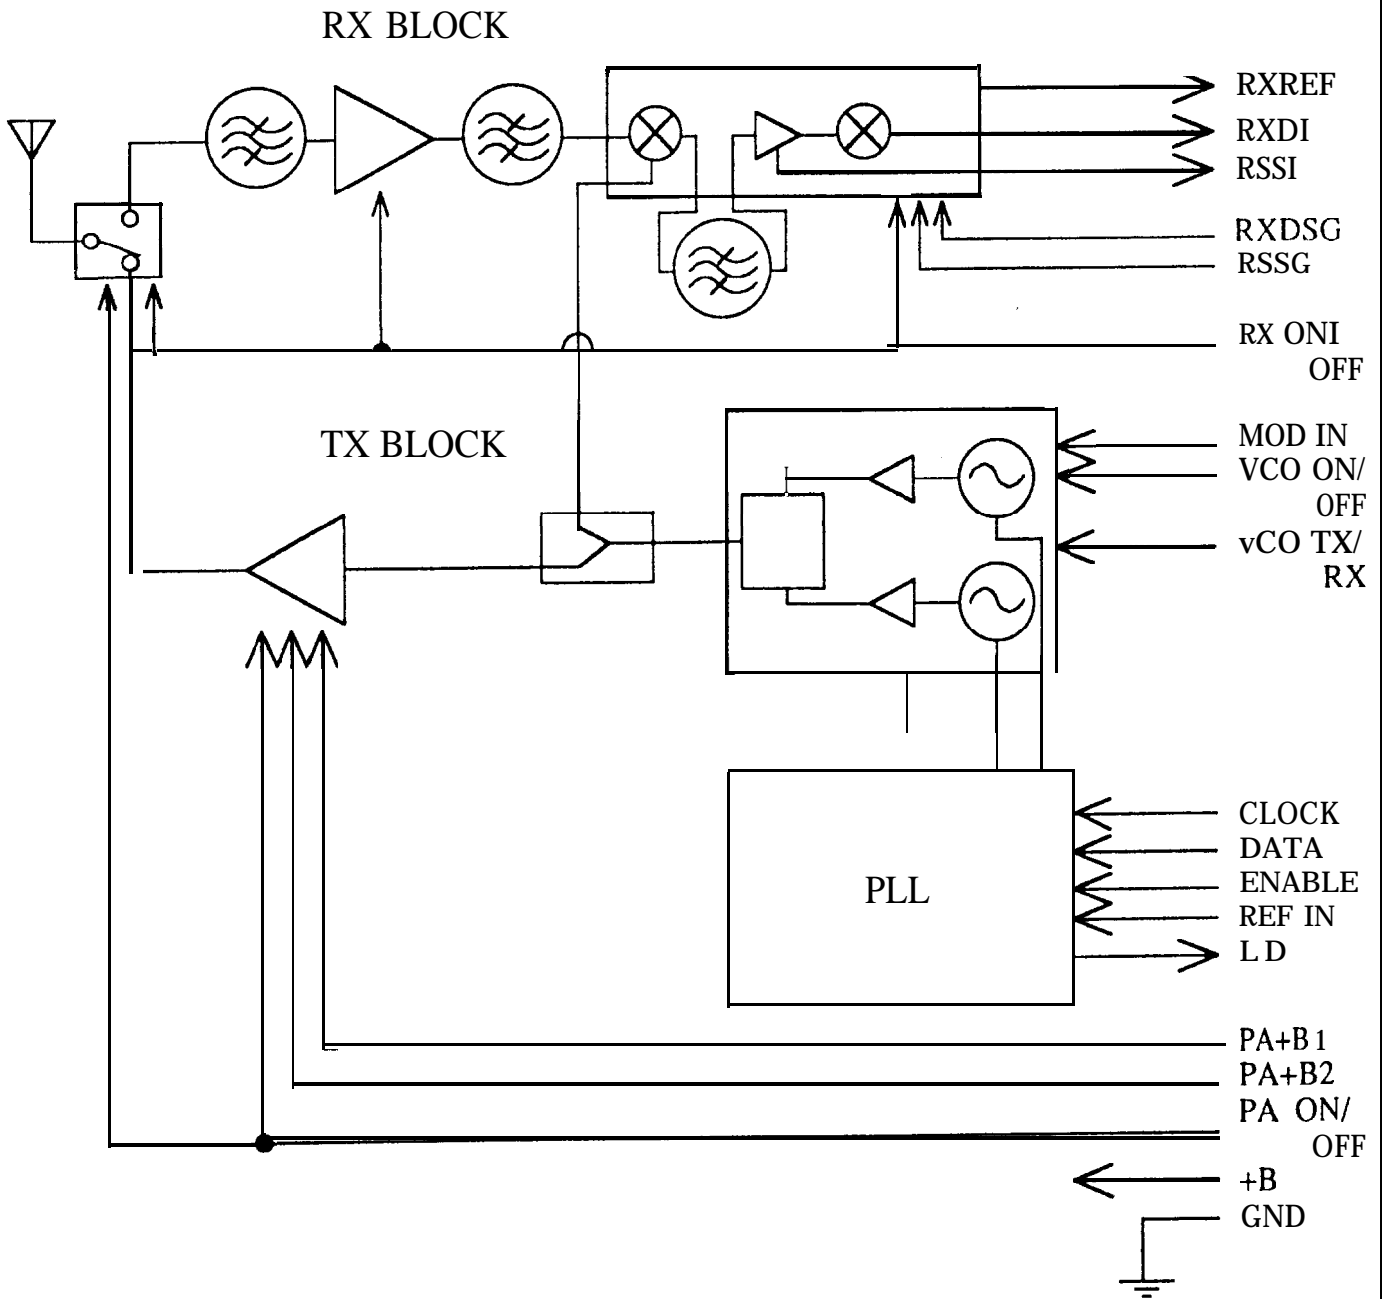 RX BLOCK
RXREF
RXDI
RSSI
RXDSG
RSSG
RX ONI
OFF
TX BLOCK
MOD IN
VCO ON/
OFF
vCO TX/
RX
PLL
CLOCK
DATA
ENABLE
REF IN
LD
PA+B1
PA+B2
PA ON/
OFF
+B
GND